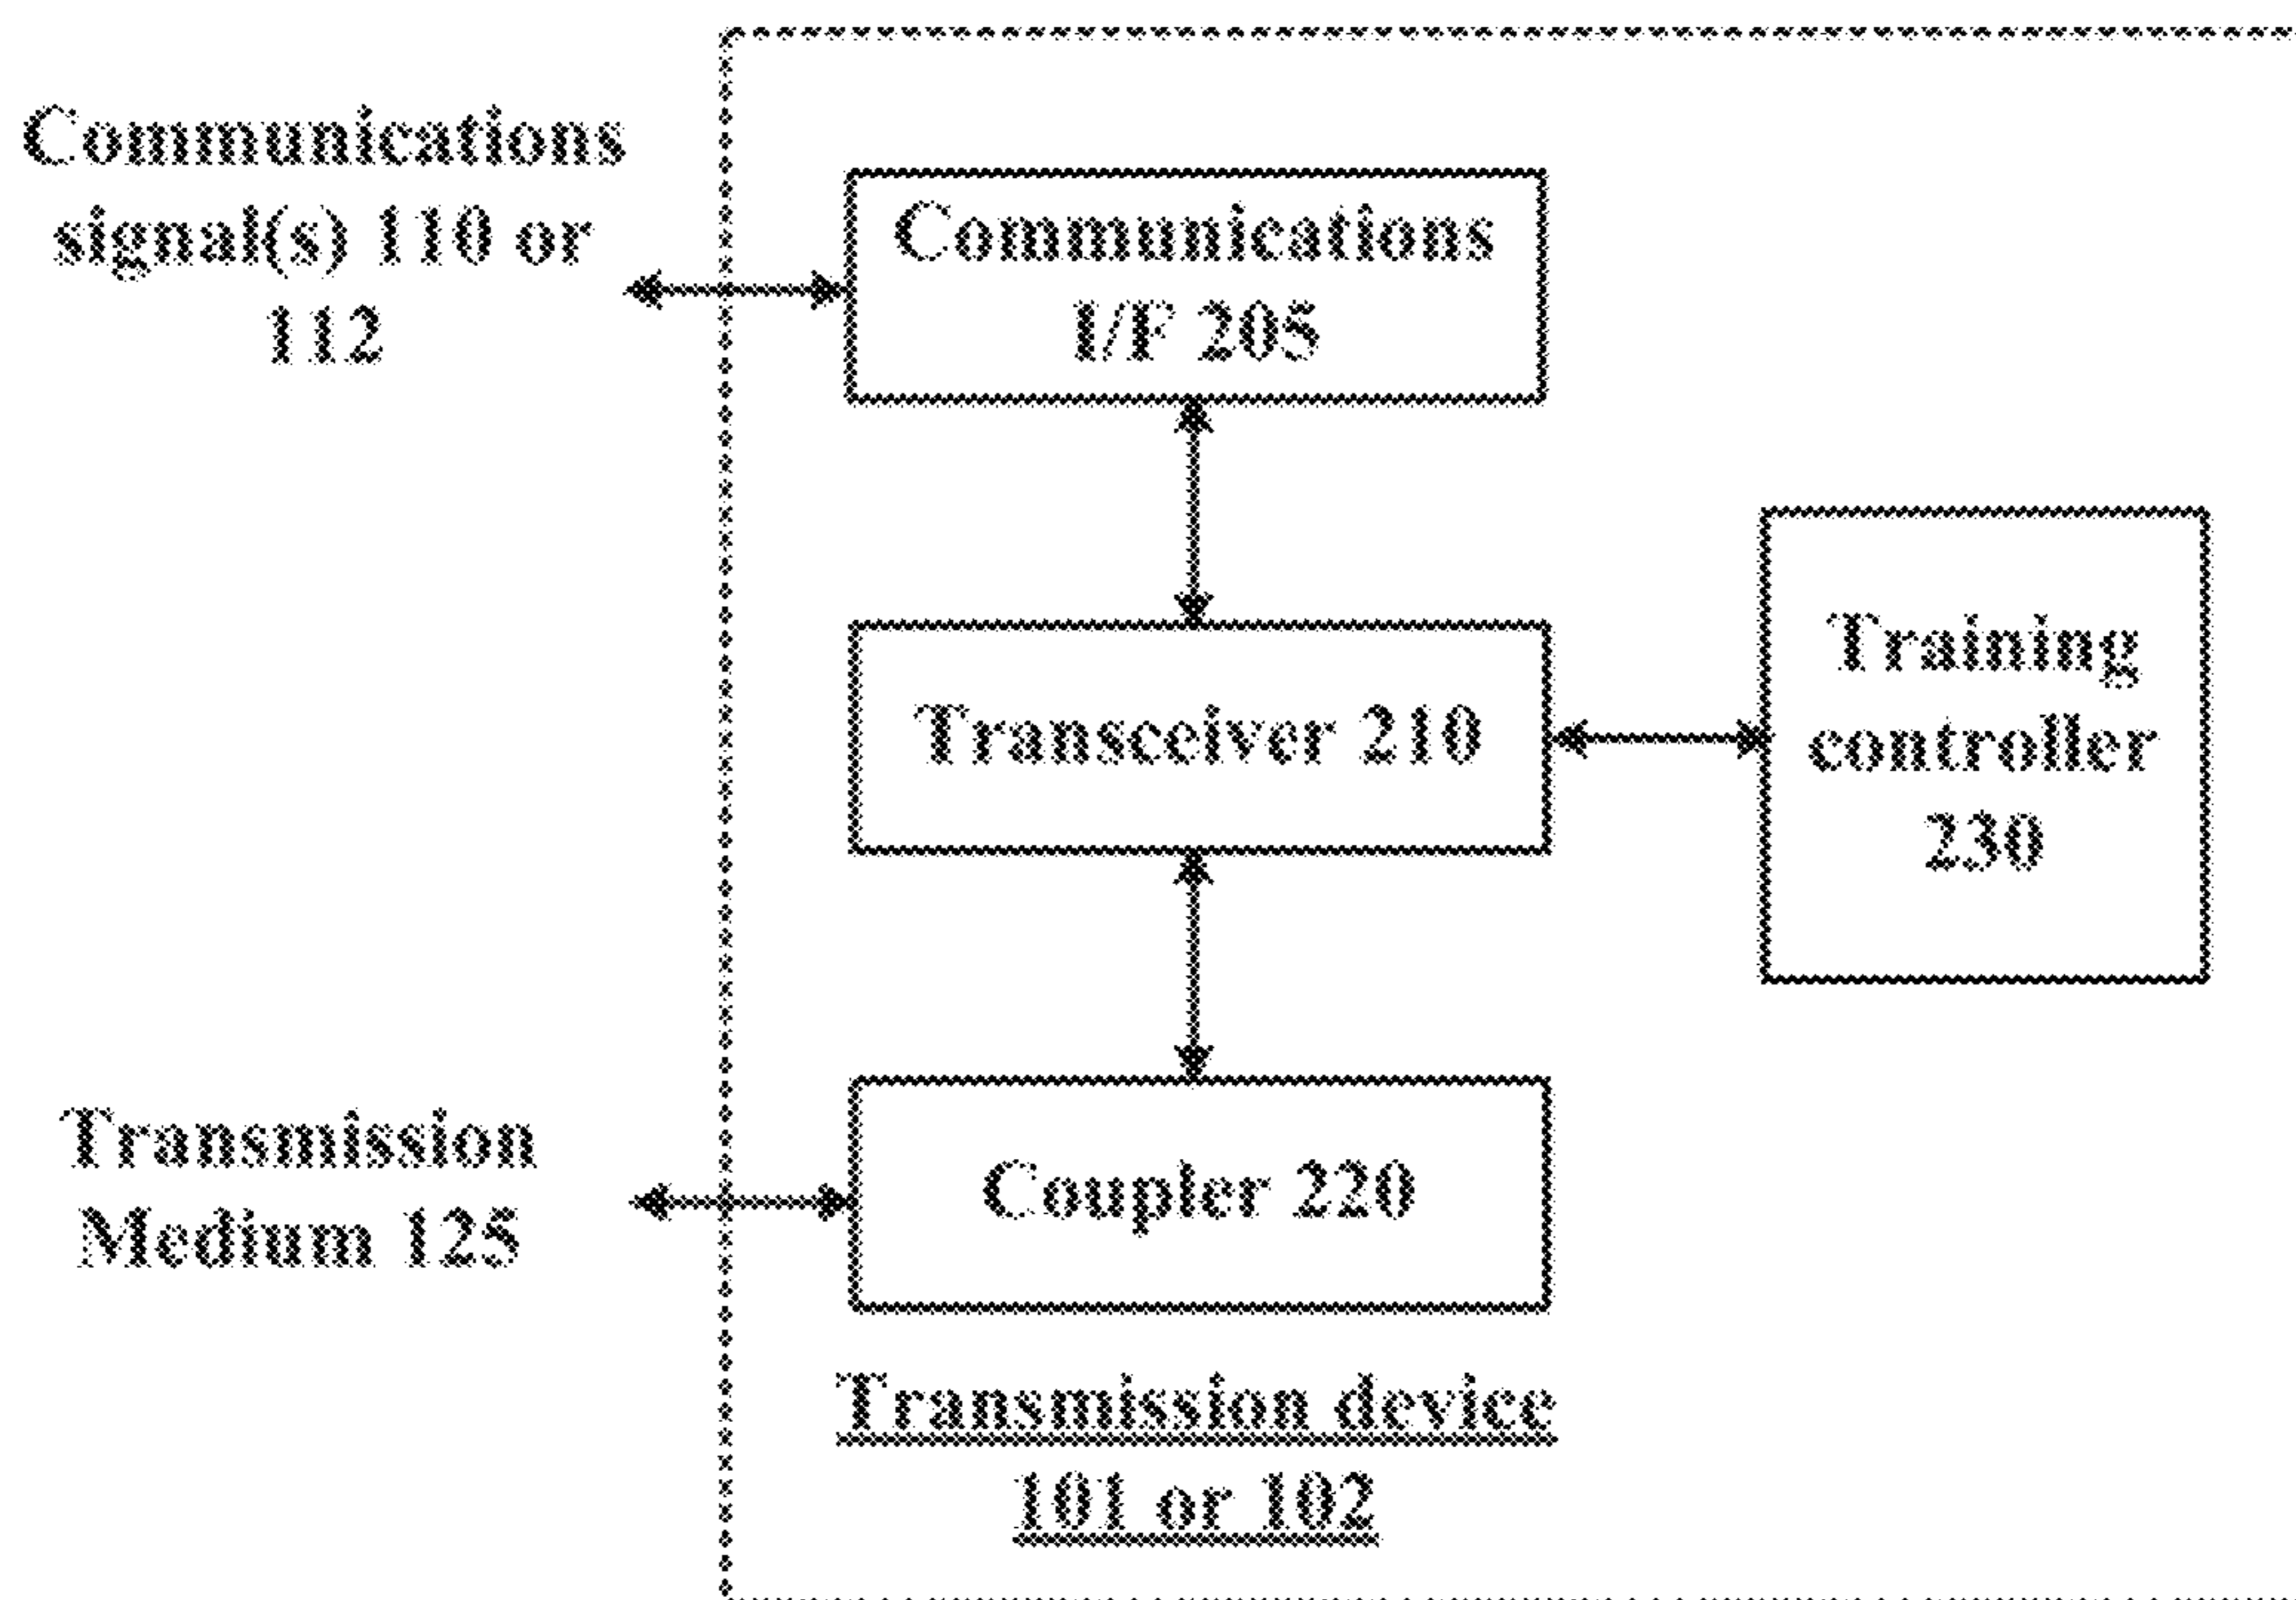 Communications
signal(s) 110 or
112
Communications
I/F 205
Transceiver 210
Training
controller
230
Transmission
Medium 125
Coupler 220
Transmission device
101 or 102